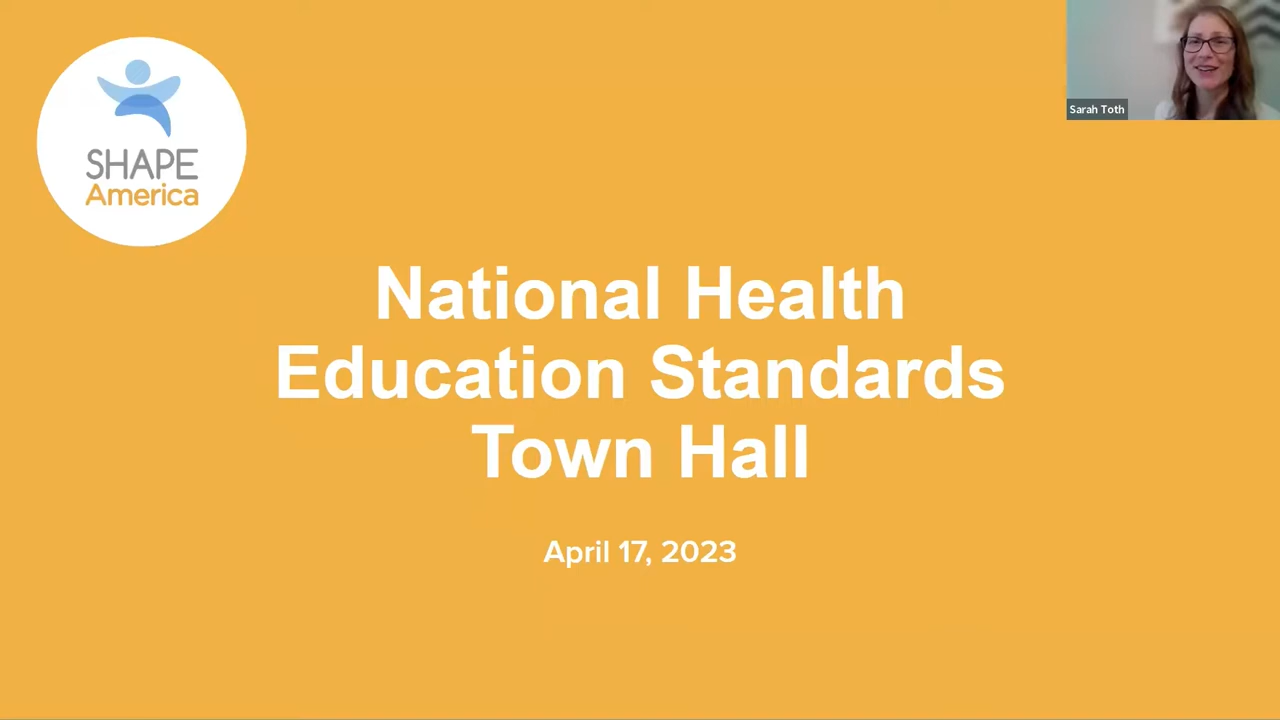 SHAPE
America
Sarah Toth
National Health
Education Standards
Town Hall
April 17, 2023